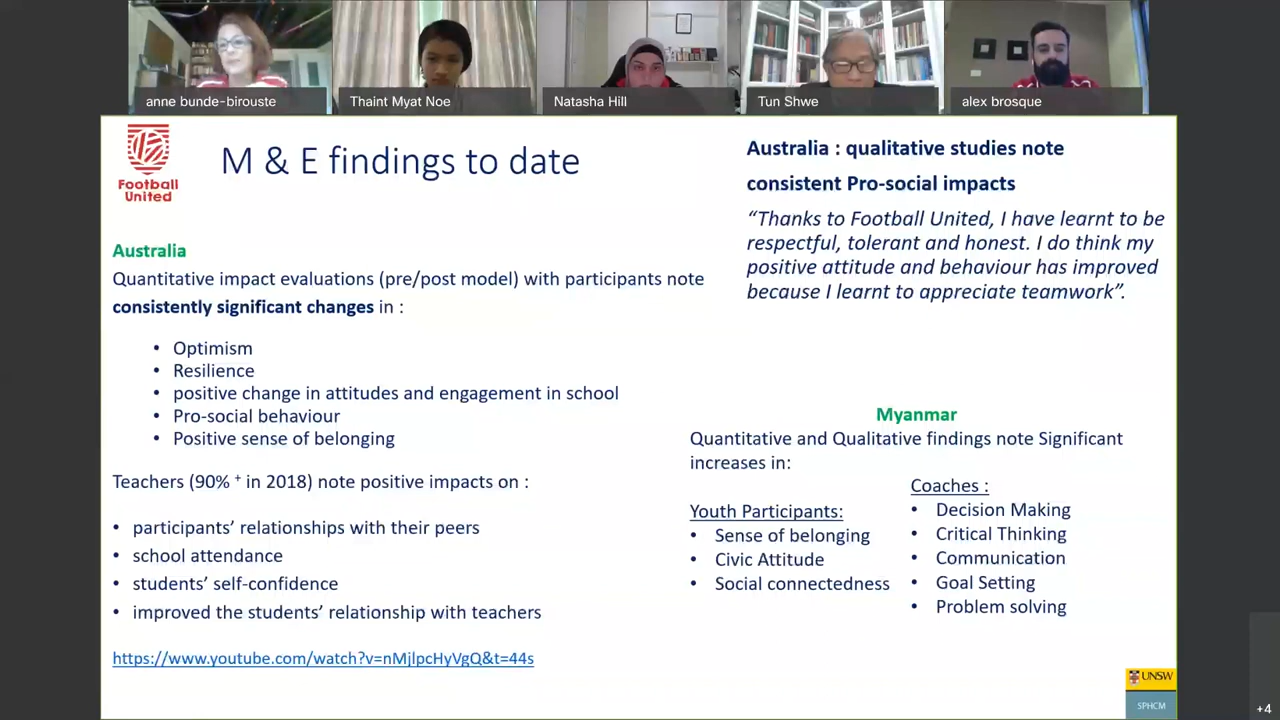 anne bunde-birouste
Thaint Myat Noe
Natasha Hill
Tun Shwe
alex brosque
Football
United
M & E findings to date
Australia
Quantitative impact evaluations (pre/post model) with participants note
consistently significant changes in :
• Optimism
• Resilience
• positive change in attitudes and engagement in school
• Pro-social behaviour
• Positive sense of belonging
Teachers (90% + in 2018) note positive impacts on :
• participants’ relationships with their peers
• school attendance
• students’ self-confidence
• improved the students’ relationship with teachers
https://www.youtube.com/watch?v=nMjlpcHyVgQ&t=44s
Australia : qualitative studies note
consistent Pro-social impacts
“Thanks to Football United, I have learnt to be
respectful, tolerant and honest. I do think my
positive attitude and behaviour has improved
because I learnt to appreciate teamwork”.
Myanmar
Quantitative and Qualitative findings note Significant
increases in:
Youth Participants:
• Sense of belonging
• Civic Attitude
• Social connectedness
Coaches :
• Decision Making
• Critical Thinking
• Communication
• Goal Setting
• Problem solving
UNSW
SPHCM
+4